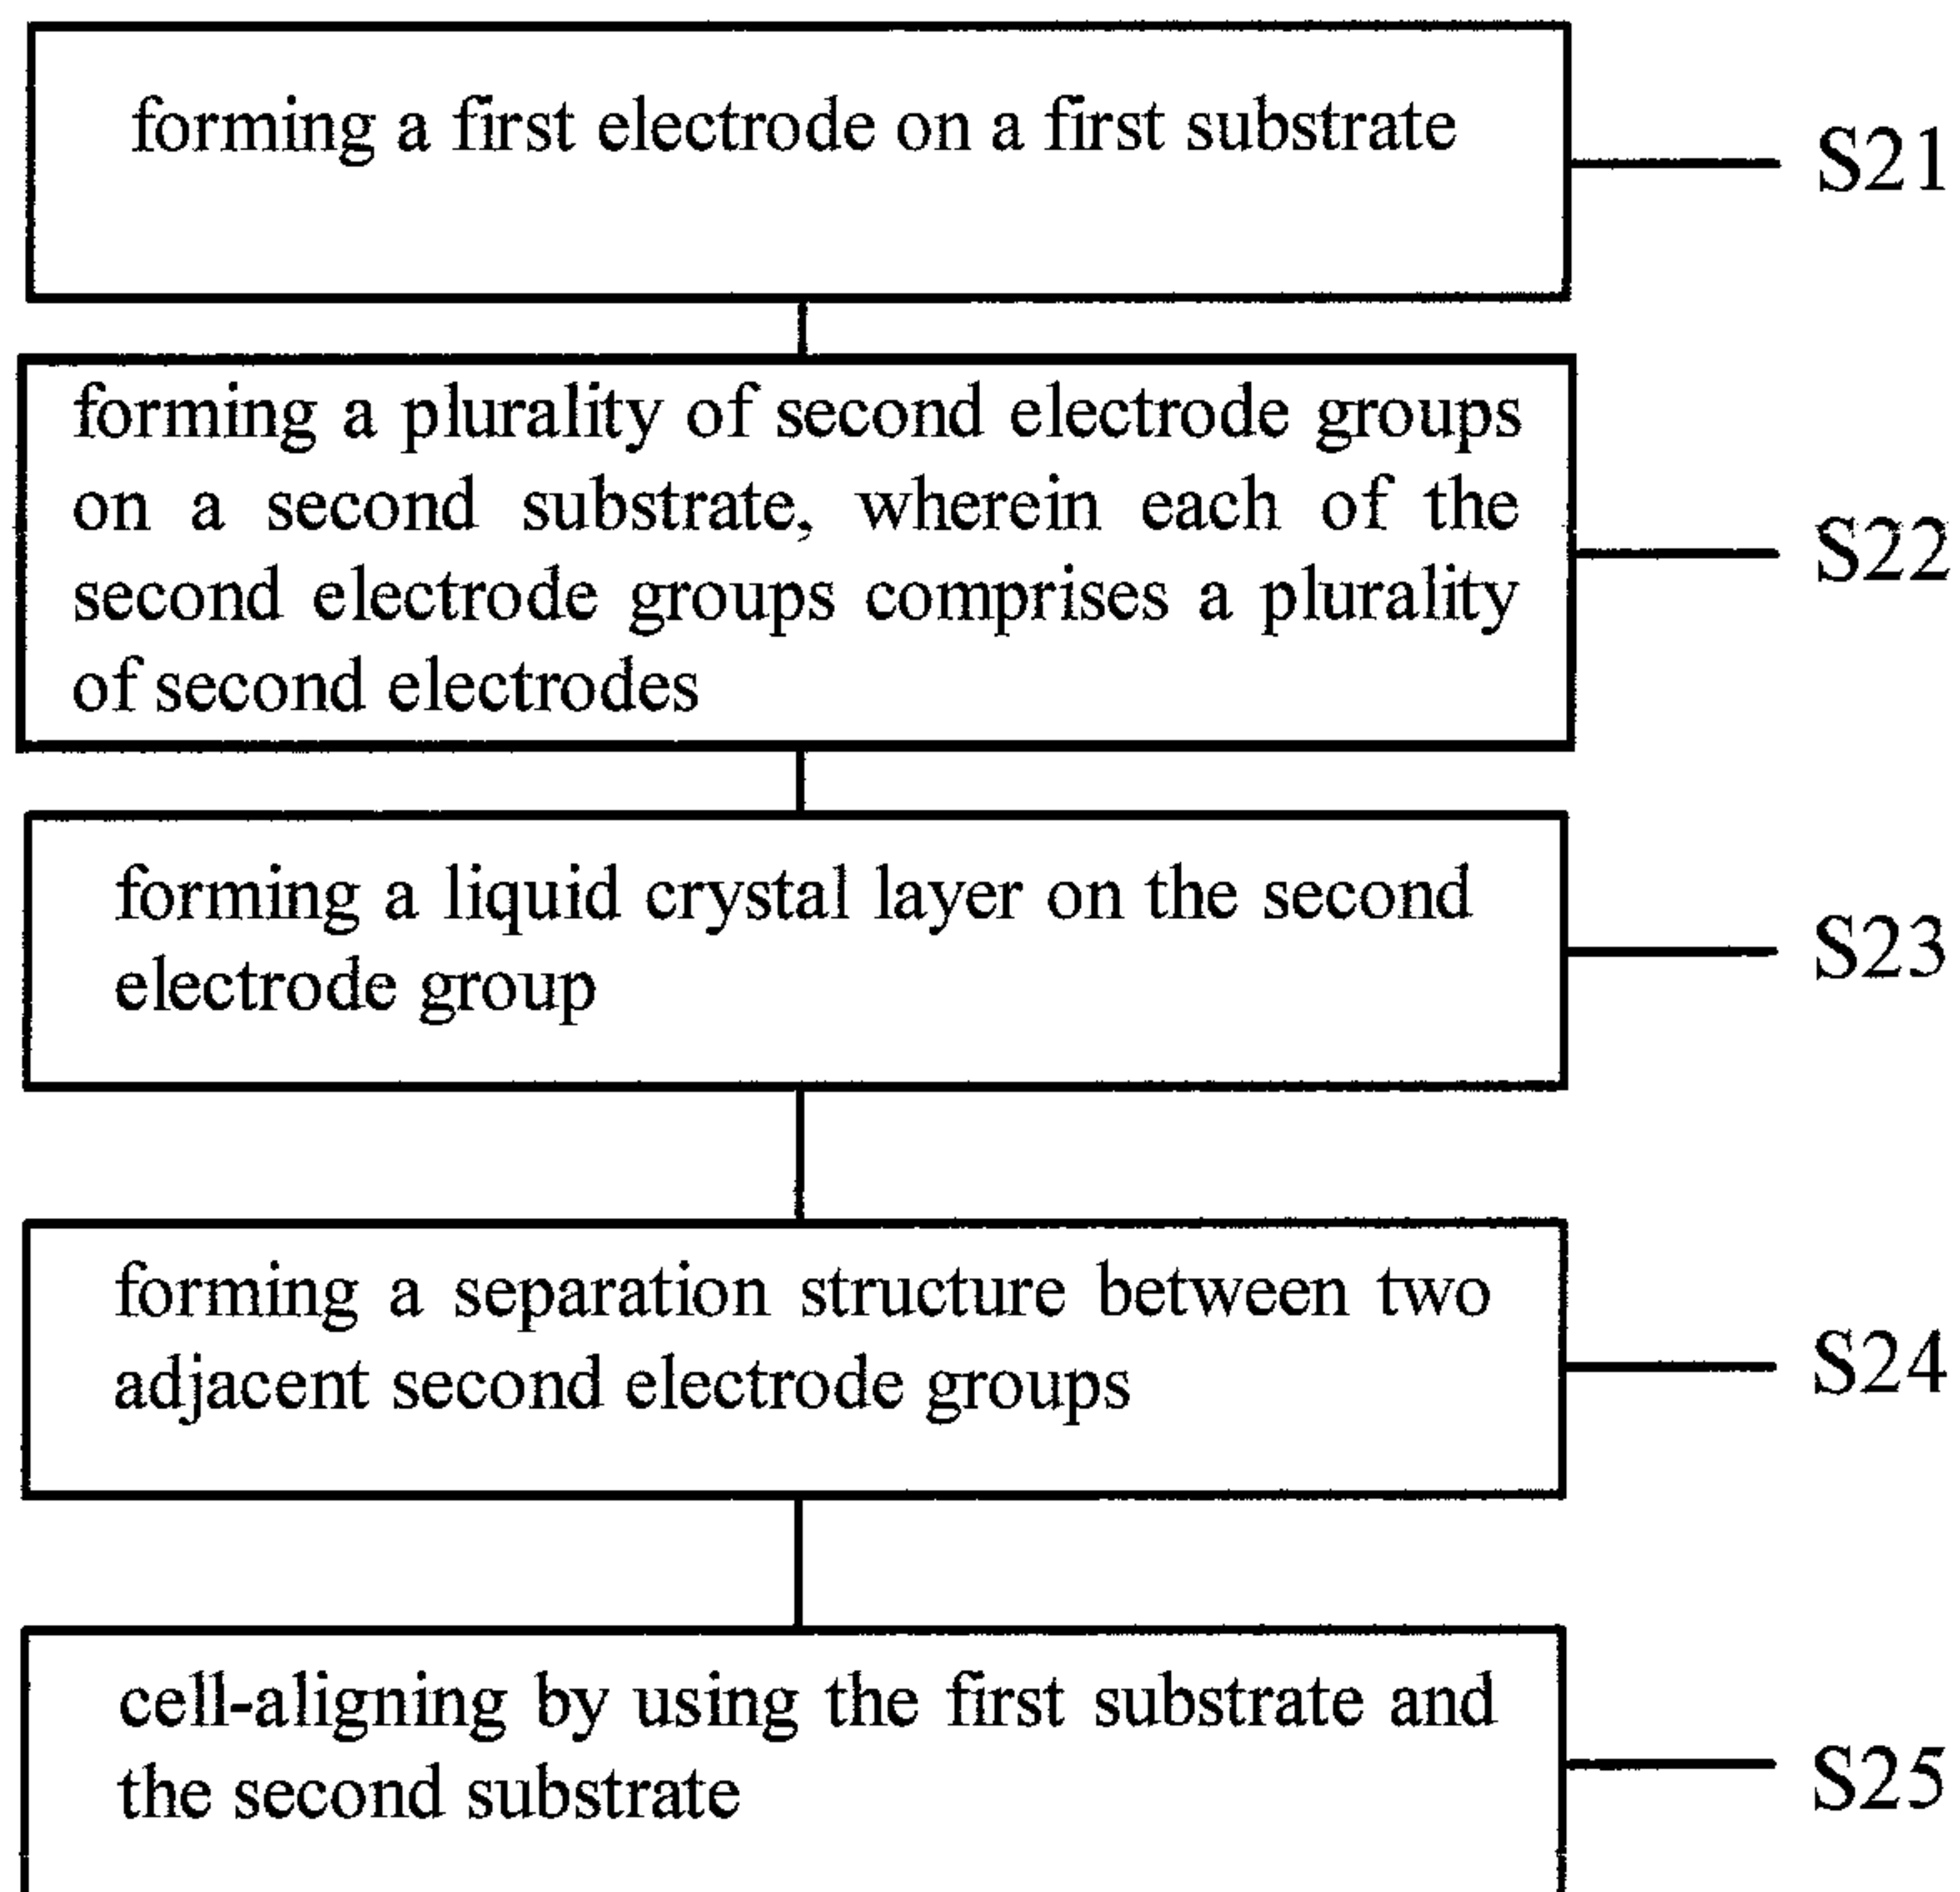 forming a first electrode on a first substrate
S21
forming a plurality of second electrode groups
on a second substrate, wherein each of the
second electrode groups comprises a plurality
of second electrodes
S22
forming a liquid crystal layer on the second
electrode group
S23
forming a separation structure between two
adjacent second electrode groups
S24
cell-aligning by using the first substrate and
the second substrate
S25